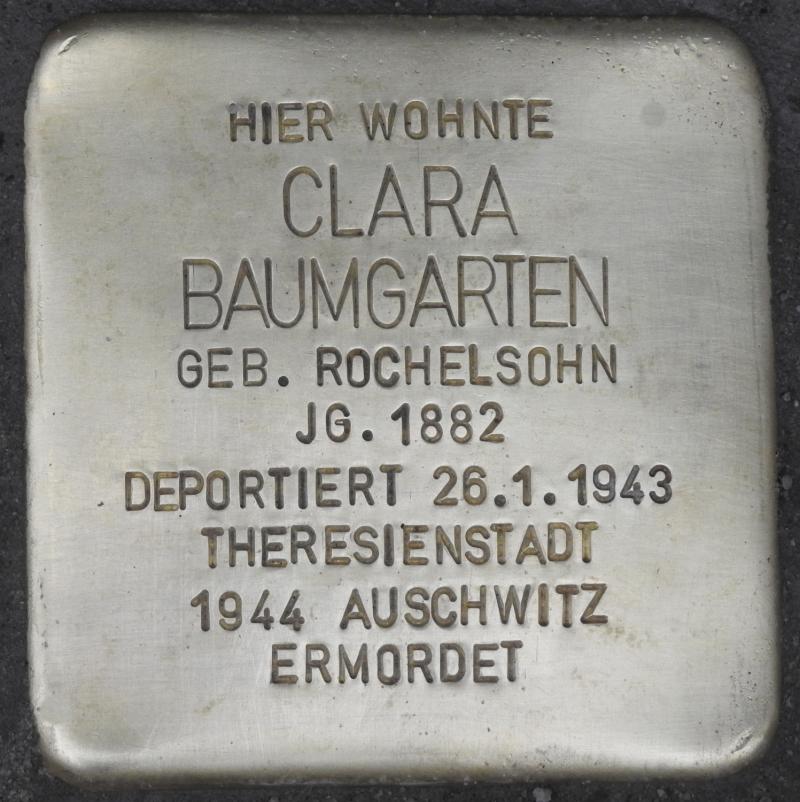 HIER WOHNTE
CLARA
BAUMGARTEN
GEB. ROCHELSOHN
JG. 1882
DEPORTIERT 26.1.1943
THERESIENSTADT
1944 AUSCHWITZ
ERMORDET